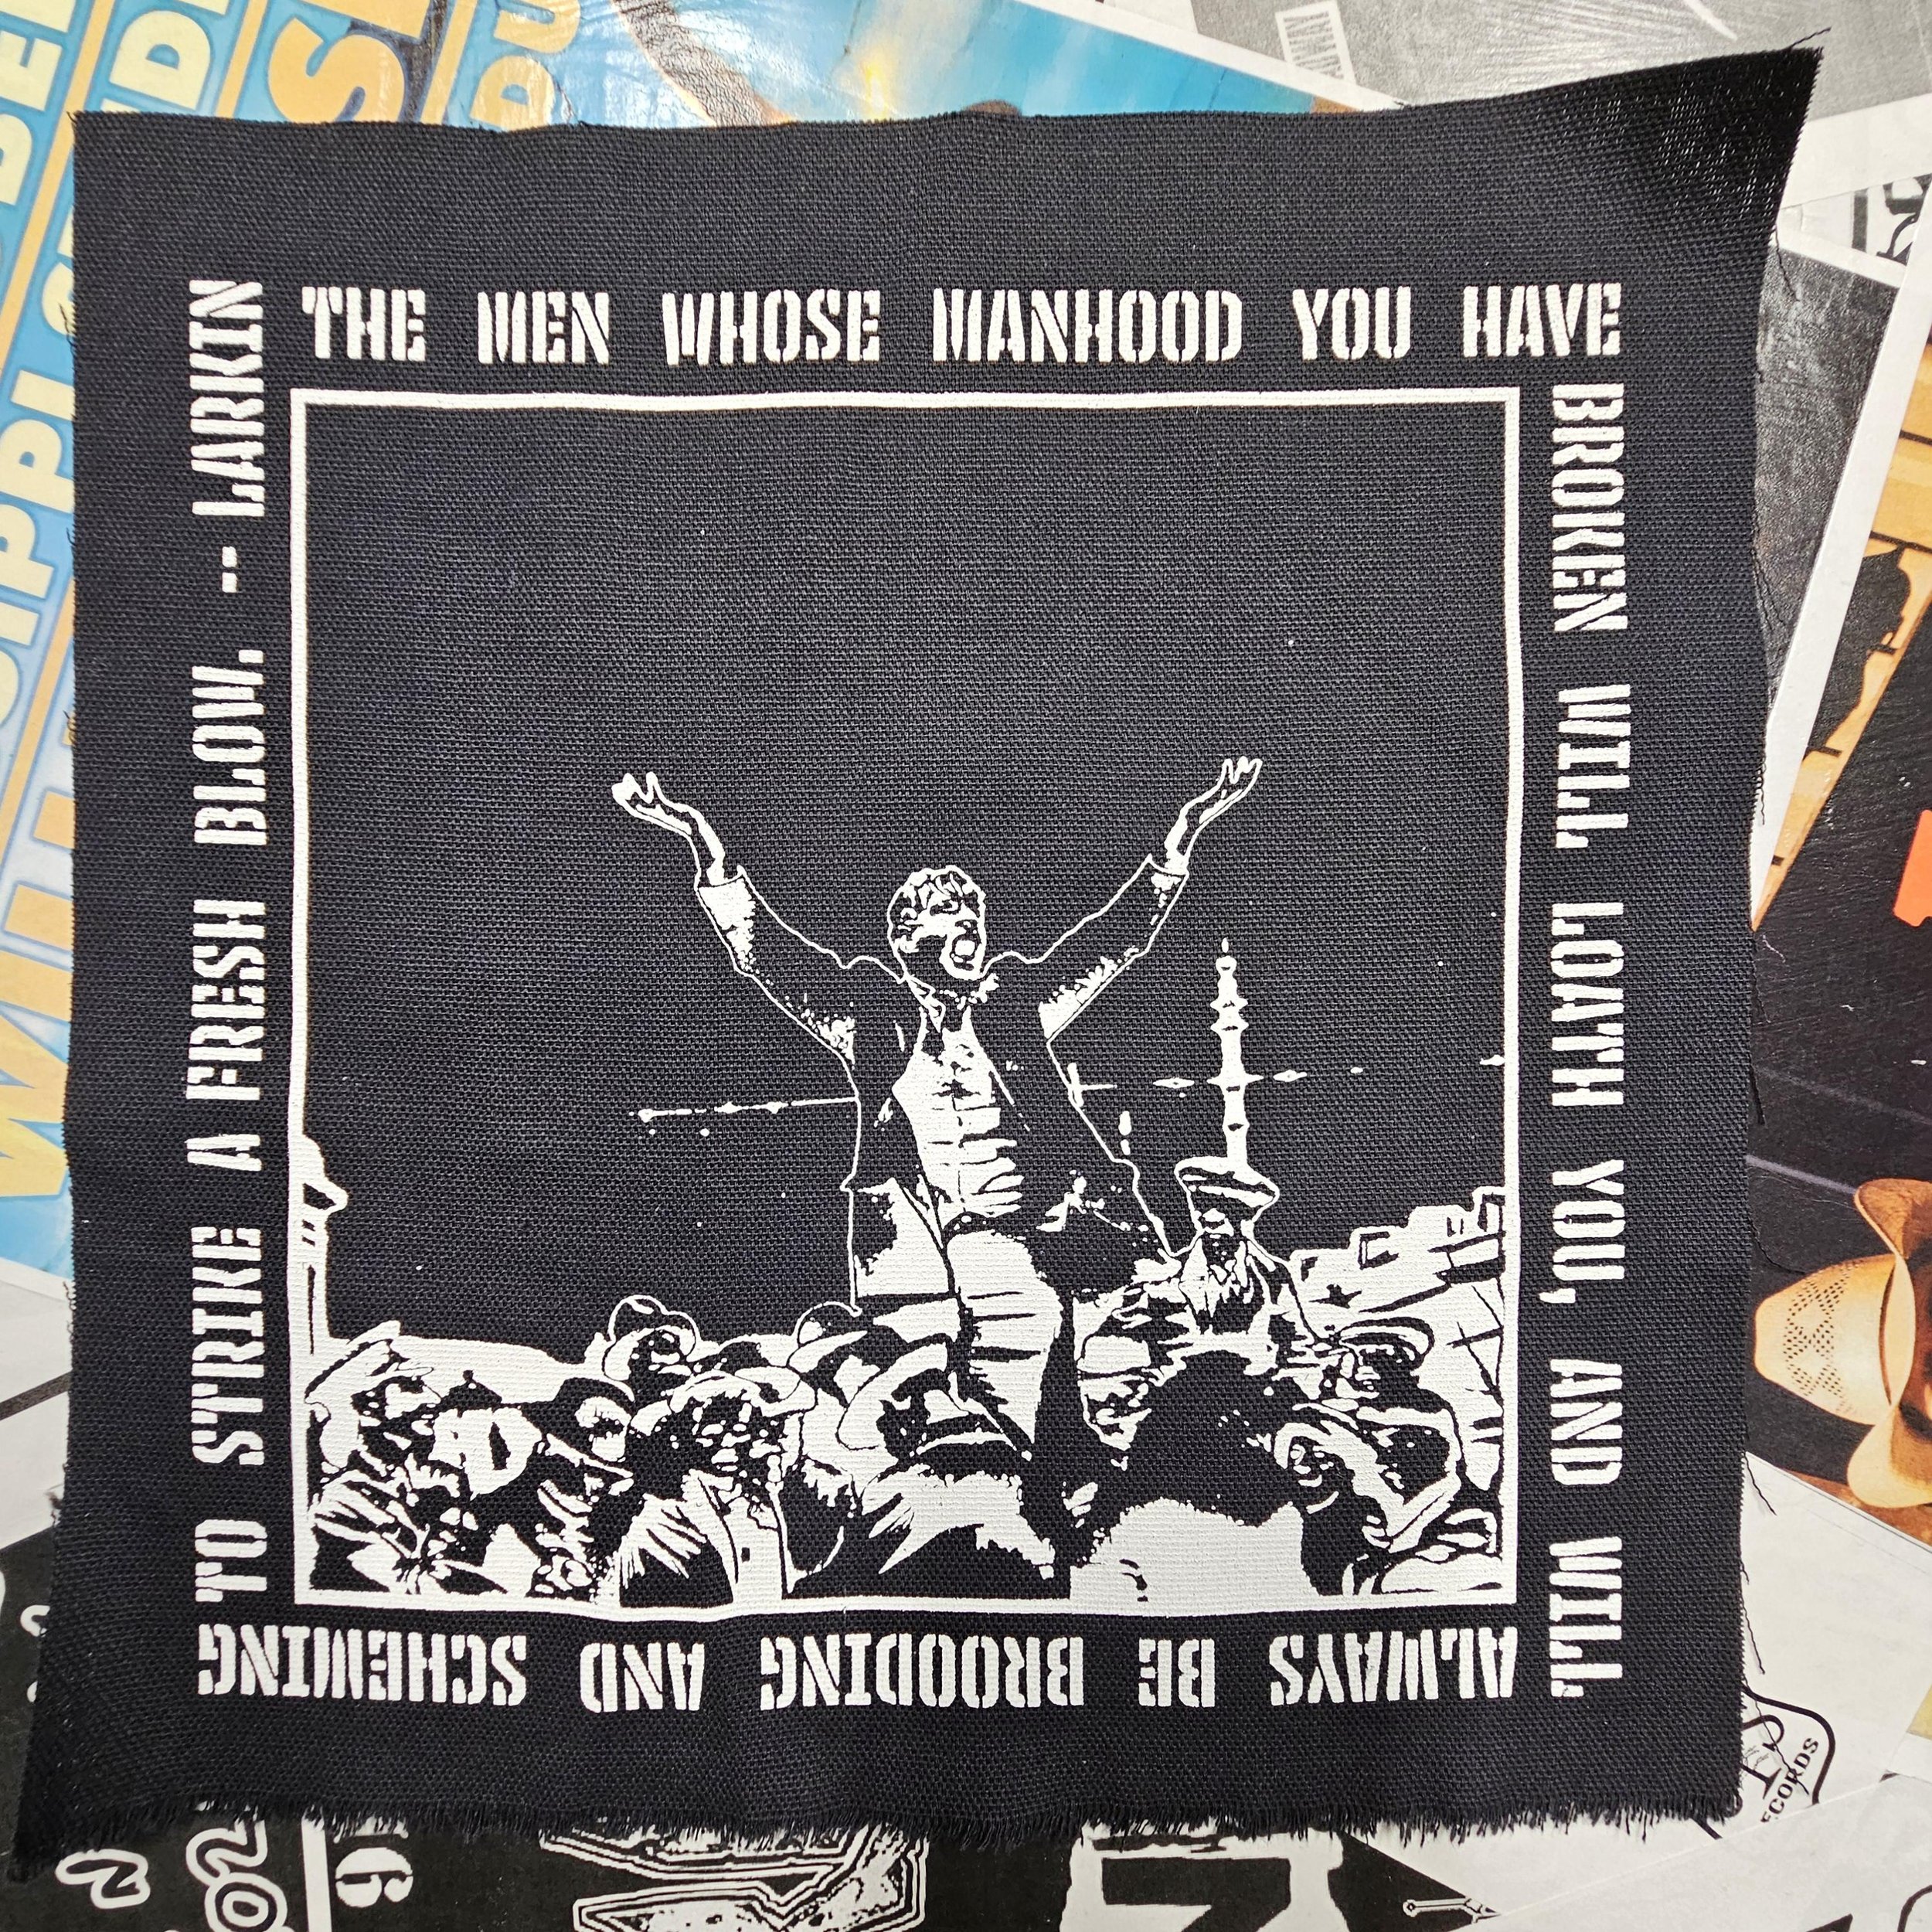 THE MEN WHOSE MANHOOD YOU HAVE
BROKEN WILL LOATH YOU, AND WILL
ALWAYS BE BROODING AND SCHEMING
TO STRIKE A FRESH BLOW. -- LARKIN